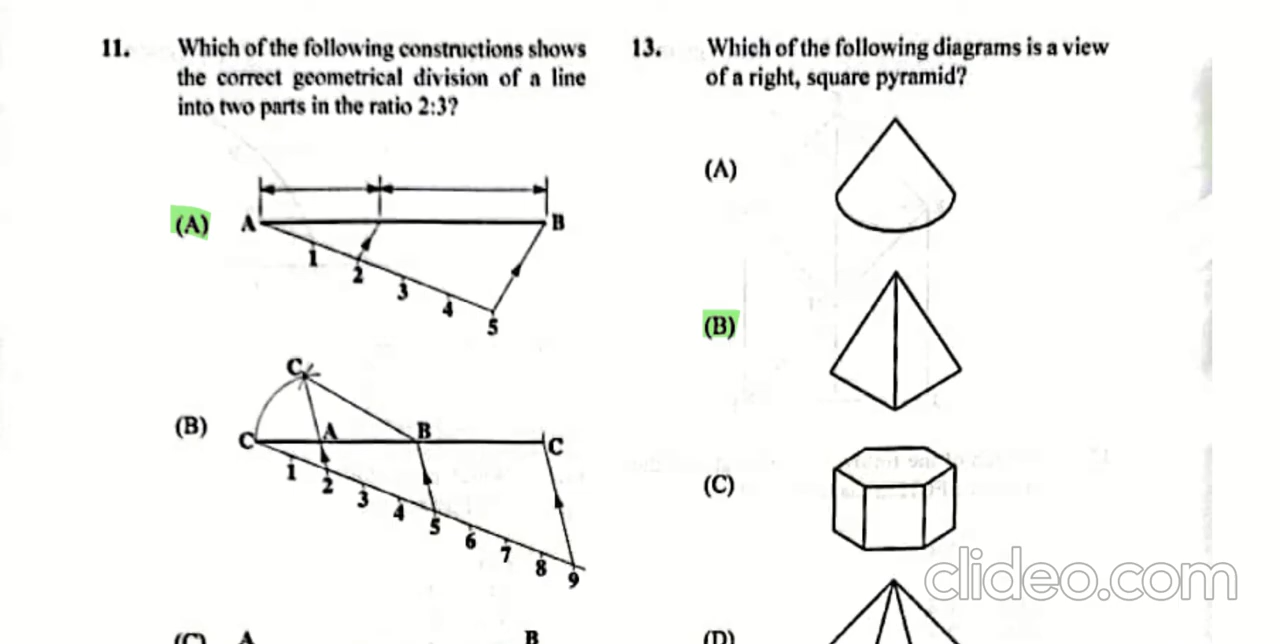 11. Which of the following constructions shows
the correct geometrical division of a line
into two parts in the ratio 2:3?
(A) A B
1
2
3
4
5
(B) C
C A B C
1
2
3
4
5
6
7
8
9
(C) A B
13. Which of the following diagrams is a view
of a right, square pyramid?
(A)
(B)
(C)
(D)
clideo.com